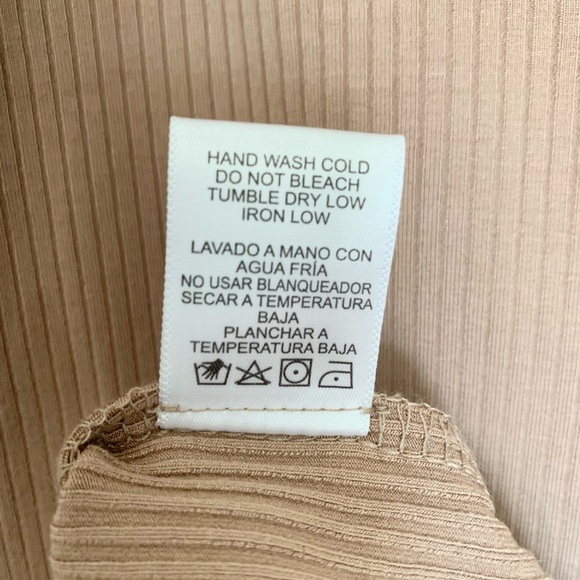 HAND WASH COLD
DO NOT BLEACH
TUMBLE DRY LOW
IRON LOW
LAVADO A MANO CON
AGUA FRÍA
NO USAR BLANQUEADOR
SECAR A TEMPERATURA
BAJA
PLANCHAR A
TEMPERATURA BAJA